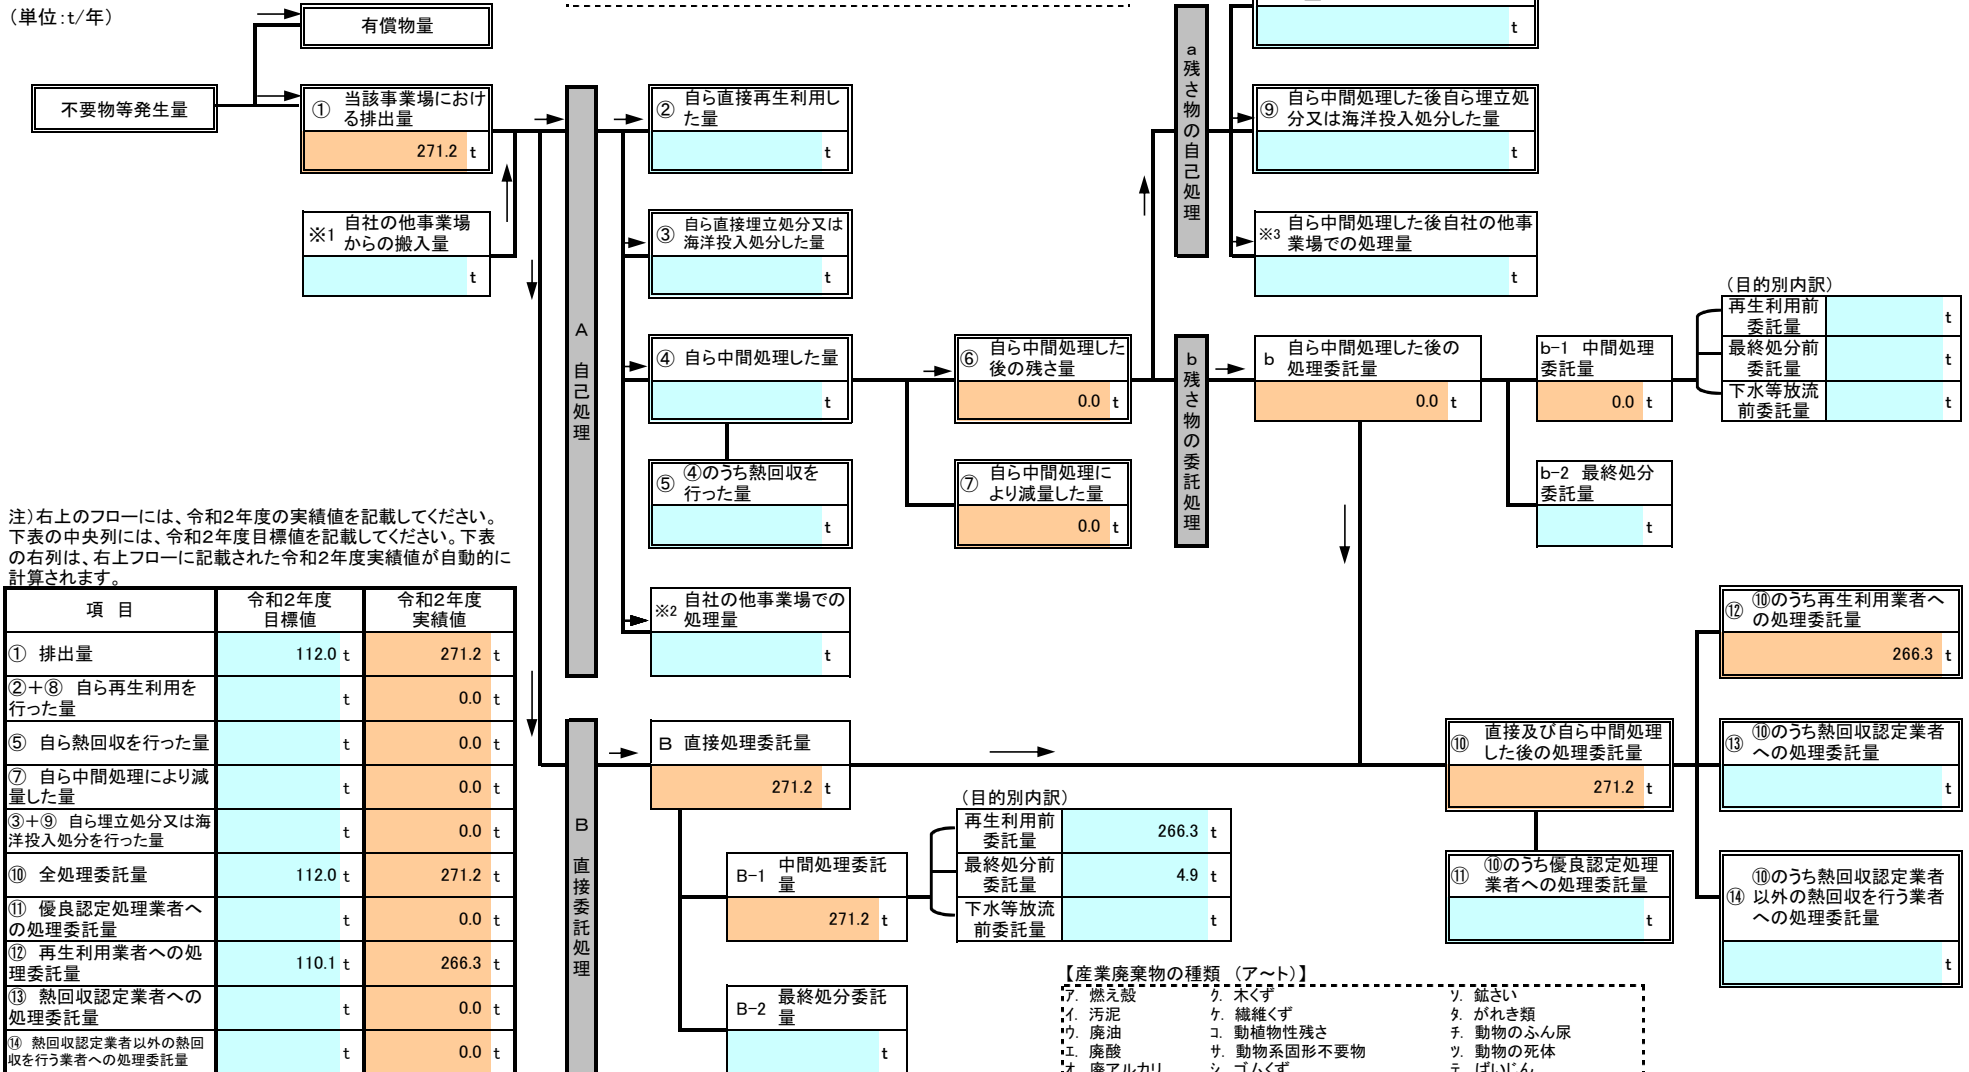 （単位:t/年）
有償物量
不要物等発生量
① 当該事業場におけ
る排出量
271.2 t
※1 自社の他事業場
からの搬入量
t
A 自己処理
② 自ら直接再生利用し
た量
t
③ 自ら直接埋立処分又は
海洋投入処分した量
t
④ 自ら中間処理した量
t
⑤ ④のうち熱回収を
行った量
t
※2 自社の他事業場での
処理量
t
⑥ 自ら中間処理した
後の残さ量
0.0 t
⑦ 自ら中間処理に
より減量した量
0.0 t
a 残さ物の自己処理
t
⑨ 自ら中間処理した後自ら埋立処
分又は海洋投入処分した量
t
※3 自ら中間処理した後自社の他事
業場での処理量
t
b 残さ物の委託処理
b 自ら中間処理した後の
処理委託量
0.0 t
b-1 中間処理
委託量
0.0 t
b-2 最終処分
委託量
t
（目的別内訳）
再生利用前
委託量
t
最終処分前
委託量
t
下水等放流
前委託量
t
注）右上のフローには、令和２年度の実績値を記載してください。
下表の中央列には、令和２年度目標値を記載してください。下表
の右列は、右上フローに記載された令和２年度実績値が自動的に
計算されます。
項 目
令和２年度
目標値
令和２年度
実績値
① 排出量 112.0 t 271.2 t
②＋⑧ 自ら再生利用を
行った量
t 0.0 t
⑤ 自ら熱回収を行った量 t 0.0 t
⑦ 自ら中間処理により減
量した量
t 0.0 t
③＋⑨ 自ら埋立処分又は海
洋投入処分を行った量
t 0.0 t
⑩ 全処理委託量 112.0 t 271.2 t
⑪ 優良認定処理業者へ
の処理委託量
t 0.0 t
⑫ 再生利用業者への処
理委託量
110.1 t 266.3 t
⑬ 熱回収認定業者への
処理委託量
t 0.0 t
⑭ 熱回収認定業者以外の熱回
収を行う業者への処理委託量
t 0.0 t
B 直接委託処理
B 直接処理委託量
271.2 t
B-1 中間処理委託
量
271.2 t
B-2 最終処分委託
量
t
（目的別内訳）
再生利用前
委託量
266.3 t
最終処分前
委託量
4.9 t
下水等放流
前委託量
t
⑩ 直接及び自ら中間処理
した後の処理委託量
271.2 t
⑪ ⑩のうち優良認定処理
業者への処理委託量
t
⑫ ⑩のうち再生利用業者へ
の処理委託量
266.3 t
⑬ ⑩のうち熱回収認定業者
への処理委託量
t
⑭ ⑩のうち熱回収認定業者
以外の熱回収を行う業者
への処理委託量
t
【産業廃棄物の種類 （ア～ト）】
ｱ. 燃え殻 ｸ. 木くず ｿ. 鉱さい
ｲ. 汚泥 ｹ. 繊維くず ﾀ. がれき類
ｳ. 廃油 ｺ. 動植物性残さ ﾁ. 動物のふん尿
ｴ. 廃酸 ｻ. 動物系固形不要物 ﾂ. 動物の死体
ｵ. 廃アルカリ ｼ. ゴムくず ﾃ. ばいじん